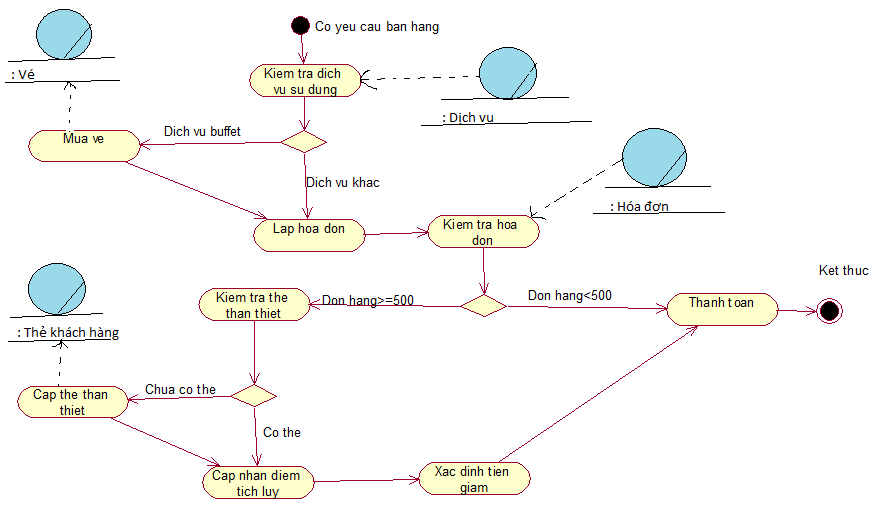 Co yeu cau ban hang
: Vé
Kiem tra dich
vu su dung
: Dịch vu
Mua ve
Dich vu buffet
Dich vu khac
: Hóa đơn
Lap hoa don
Kiem tra hoa
don
Ket thuc
Kiem tra the
than thiet
Don hang>=500
Don hang<500
Thanh toan
: Thẻ khách hàng
Cap the than
thiet
Chua co the
Co the
Cap nhan diem
tich luy
Xac dinh tien
giam